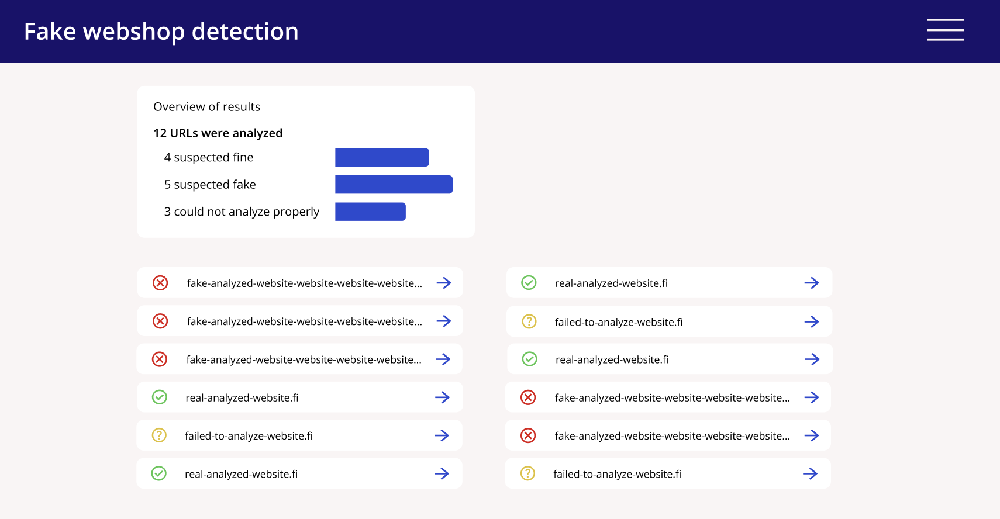 Fake webshop detection
Overview of results
12 URLs were analyzed
4 suspected fine
5 suspected fake
3 could not analyze properly
fake-analyzed-website-website-website-website...
fake-analyzed-website-website-website-website...
fake-analyzed-website-website-website-website...
real-analyzed-website.fi
failed-to-analyze-website.fi
real-analyzed-website.fi
real-analyzed-website.fi
failed-to-analyze-website.fi
real-analyzed-website.fi
fake-analyzed-website-website-website-website...
fake-analyzed-website-website-website-website...
failed-to-analyze-website.fi